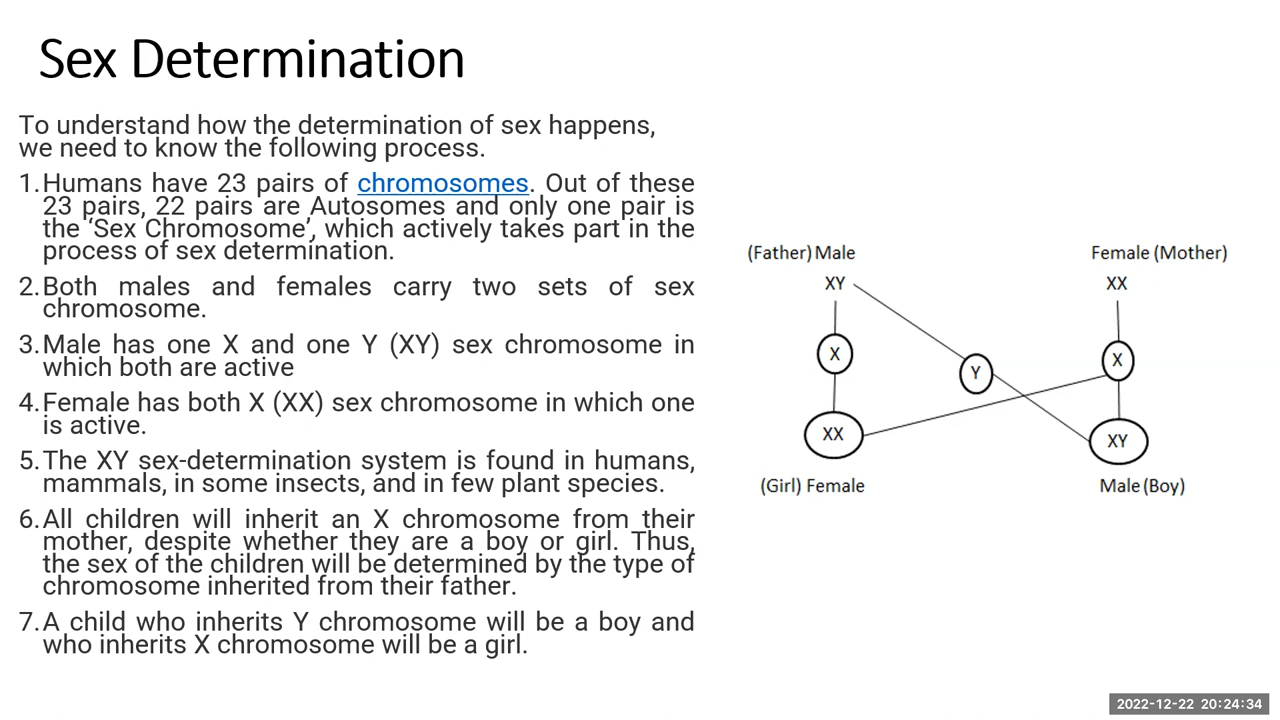 Sex Determination
To understand how the determination of sex happens,
we need to know the following process.
1. Humans have 23 pairs of chromosomes. Out of these
23 pairs, 22 pairs are Autosomes and only one pair is
the ‘Sex Chromosome’, which actively takes part in the
process of sex determination.
2. Both males and females carry two sets of sex
chromosome.
3. Male has one X and one Y (XY) sex chromosome in
which both are active
4. Female has both X (XX) sex chromosome in which one
is active.
5. The XY sex-determination system is found in humans,
mammals, in some insects, and in few plant species.
6. All children will inherit an X chromosome from their
mother, despite whether they are a boy or girl. Thus,
the sex of the children will be determined by the type of
chromosome inherited from their father.
7. A child who inherits Y chromosome will be a boy and
who inherits X chromosome will be a girl.
(Father) Male
Female (Mother)
XY
XX
X
Y
X
XX
XY
(Girl) Female
Male (Boy)
2022-12-22 20:24:34